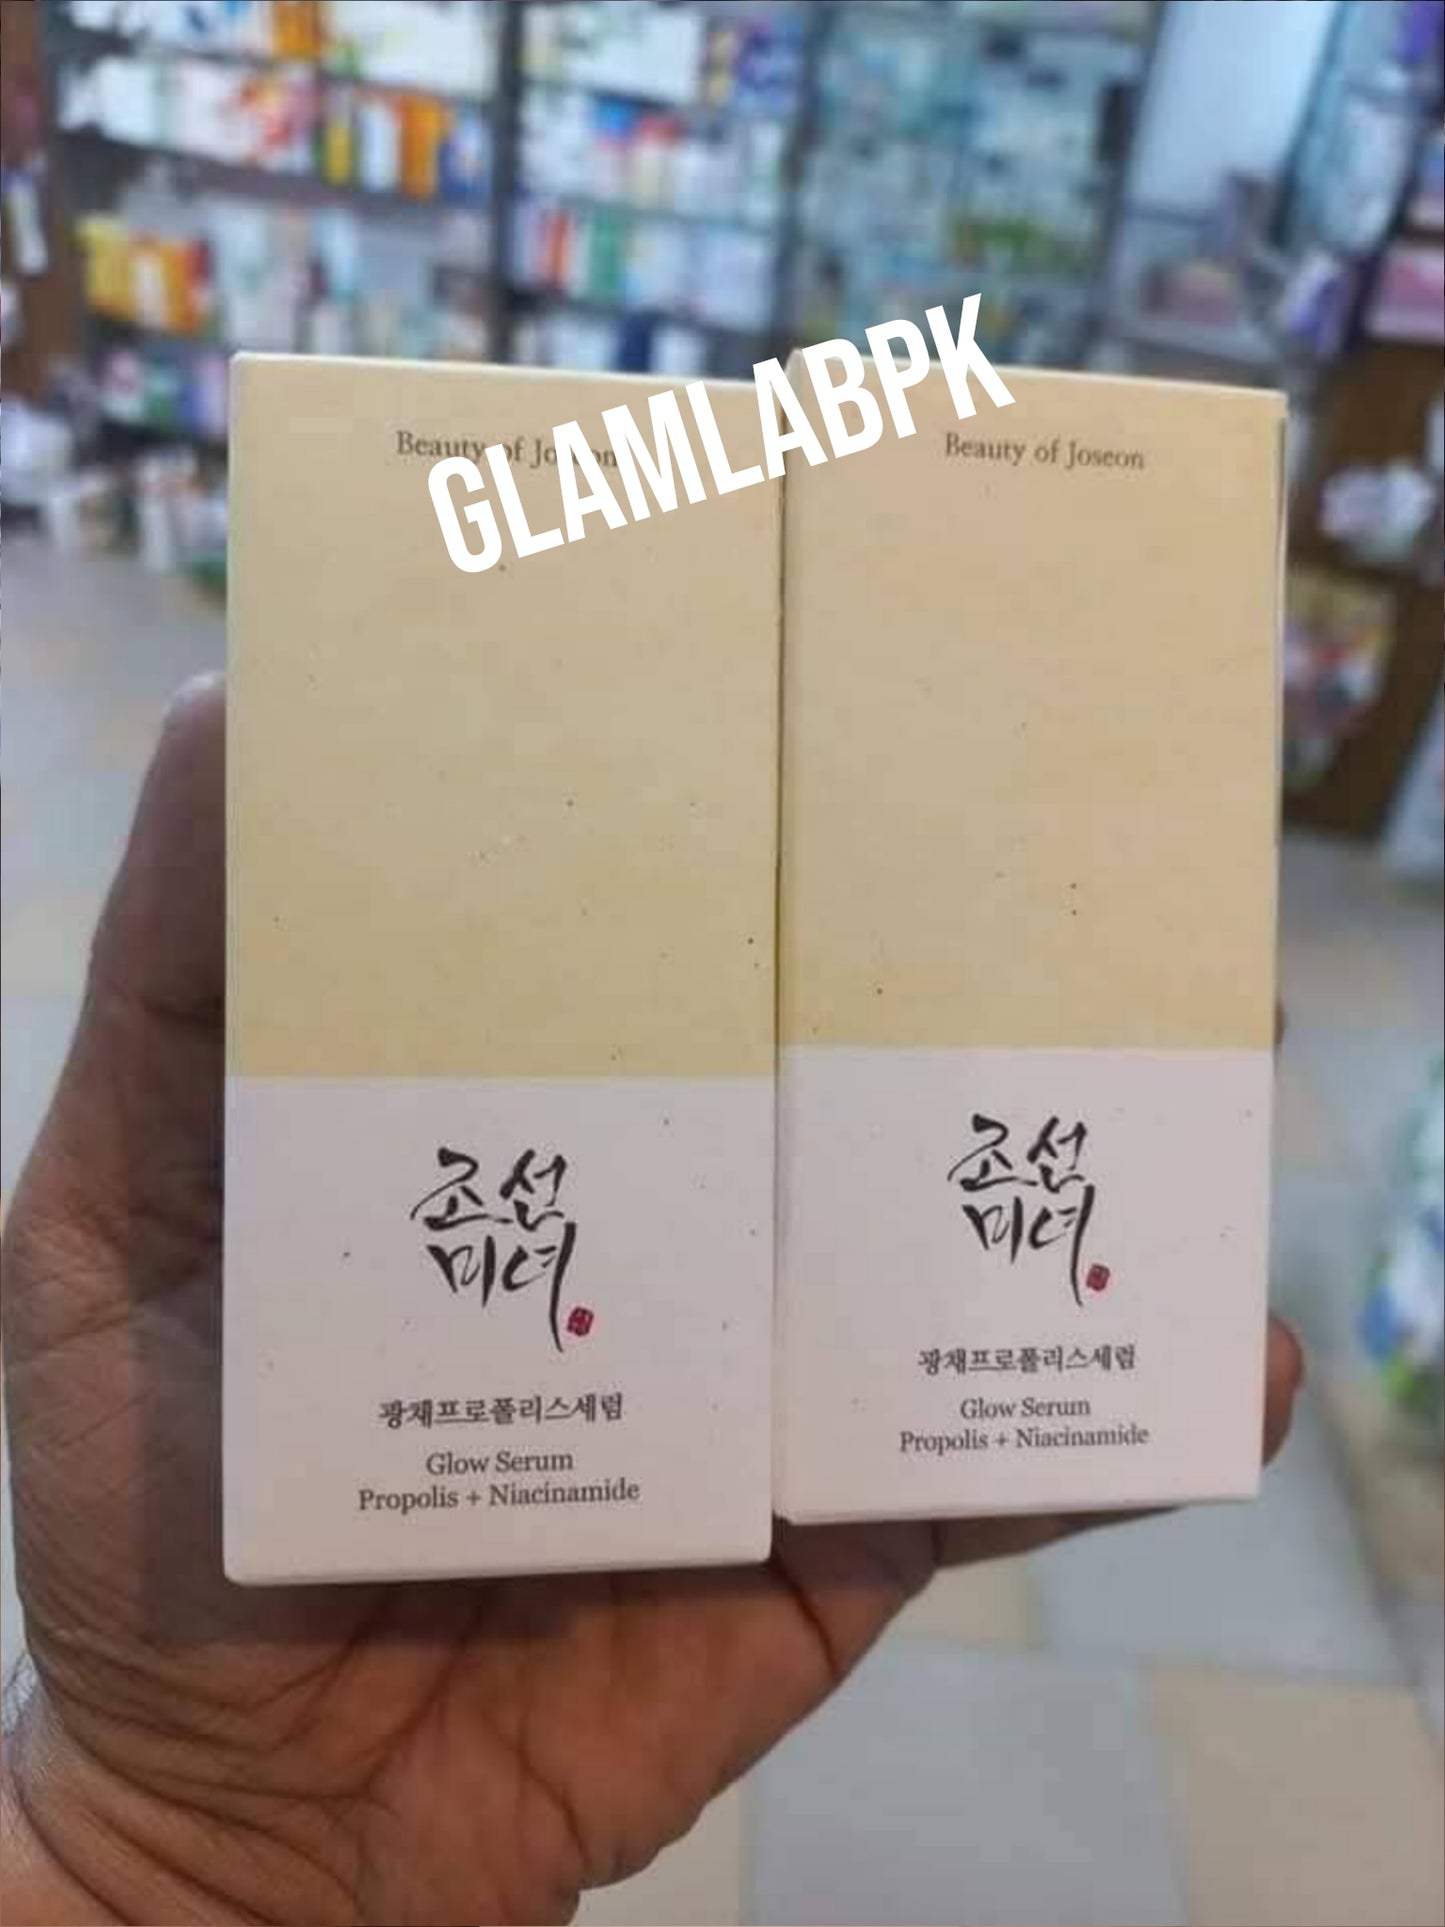 GLAMLABPK
Beauty of Joseon
조선
미녀
광채프로폴리스세럼
Glow Serum
Propolis + Niacinamide
Beauty of Joseon
조선
미녀
광채프로폴리스세럼
Glow Serum
Propolis + Niacinamide